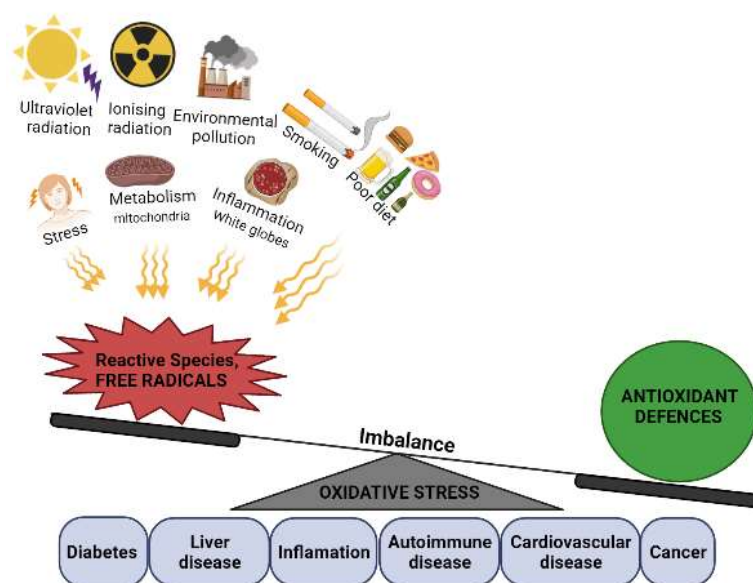 Ultraviolet
radiation
Ionising
radiation
Environmental
pollution
Smoking
Poor diet
Stress
Metabolism
mitochondria
Inflammation
White globes
Reactive Species,
FREE RADICALS
ANTIOXIDANT
DEFENCES
Imbalance
OXIDATIVE STRESS
Diabetes
Liver
disease
Inflamation
Autoimmune
disease
Cardiovascular
disease
Cancer